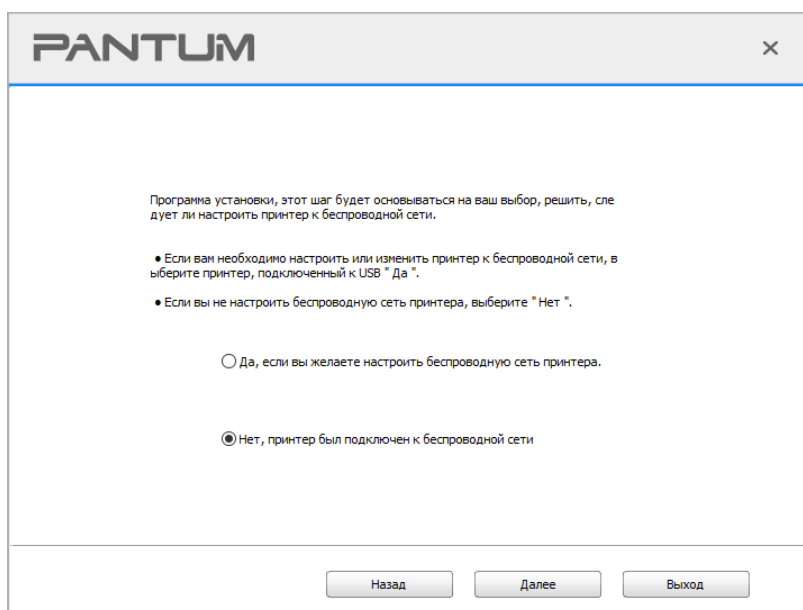 PANTUM
Программа установки, этот шаг будет основываться на ваш выбор, решить, сле
дует ли настроить принтер к беспроводной сети.
● Если вам необходимо настроить или изменить принтер к беспроводной сети, в
ыберите принтер, подключенный к USB " Да ".
● Если вы не настроить беспроводную сеть принтера, выберите " Нет ".
Да, если вы желаете настроить беспроводную сеть принтера.
Нет, принтер был подключен к беспроводной сети
Назад Далее Выход